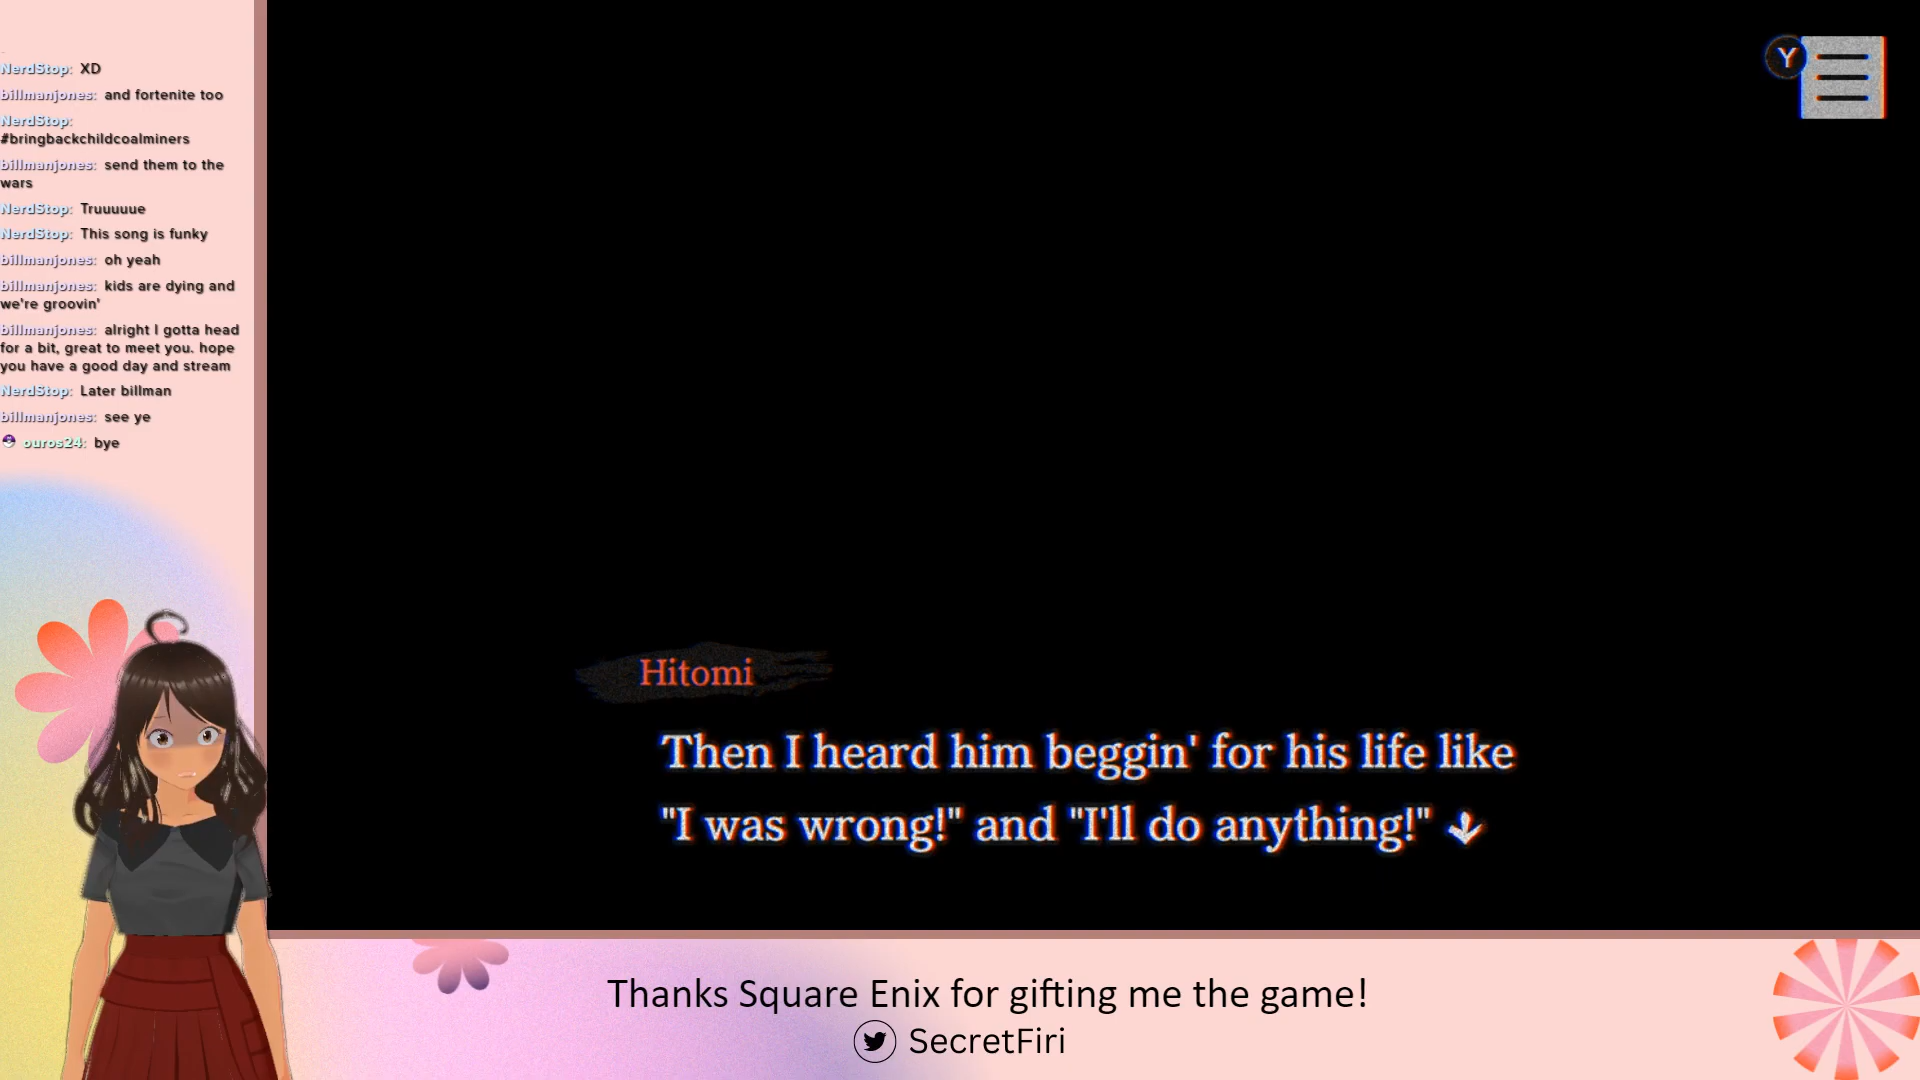 NerdStop: XD
billmanjones: and fortenite too
NerdStop:
#bringbackchildcoalminers
billmanjones: send them to the
wars
NerdStop: Truuuuue
NerdStop: This song is funky
billmanjones: oh yeah
billmanjones: kids are dying and
we're groovin'
billmanjones: alright I gotta head
for a bit, great to meet you. hope
you have a good day and stream
NerdStop: Later billman
billmanjones: see ye
ouros24: bye
Y
Hitomi
Then I heard him beggin' for his life like
"I was wrong!" and "I'll do anything!"
Thanks Square Enix for gifting me the game!
SecretFiri